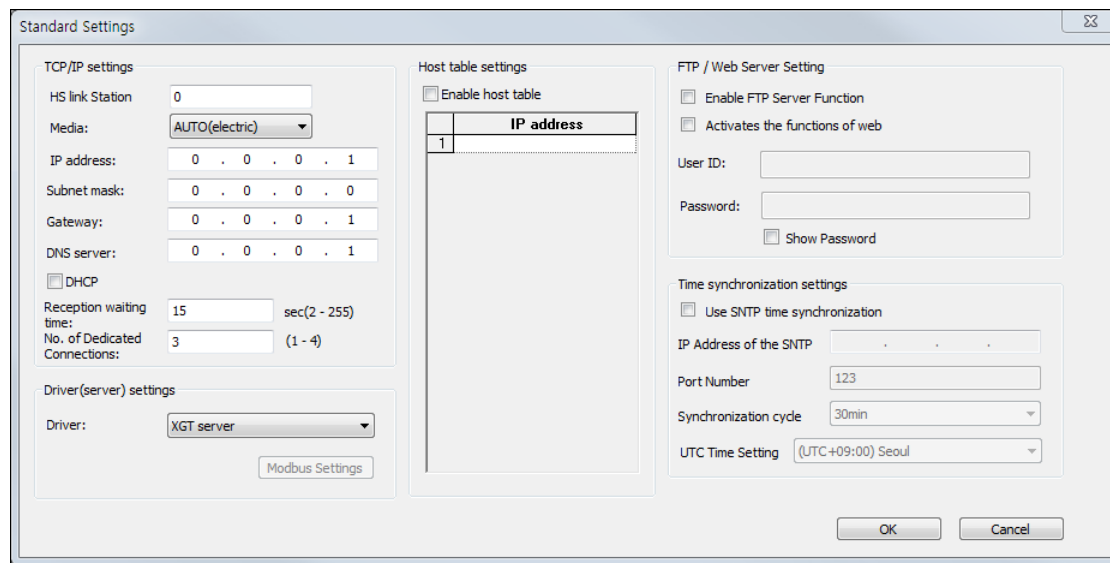 Standard Settings
TCP/IP settings
HS link Station
0
Media:
AUTO(electric)
IP address:
0 . 0 . 0 . 1
Subnet mask:
0 . 0 . 0 . 0
Gateway:
0 . 0 . 0 . 1
DNS server:
0 . 0 . 0 . 1
DHCP
Reception waiting
time:
15
sec(2 - 255)
No. of Dedicated
Connections:
3
(1 - 4)
Driver(server) settings
Driver:
XGT server
Modbus Settings
Host table settings
Enable host table
IP address
1
FTP / Web Server Setting
Enable FTP Server Function
Activates the functions of web
User ID:
Password:
Show Password
Time synchronization settings
Use SNTP time synchronization
IP Address of the SNTP
. . .
Port Number
123
Synchronization cycle
30min
UTC Time Setting
(UTC+09:00) Seoul
OK
Cancel